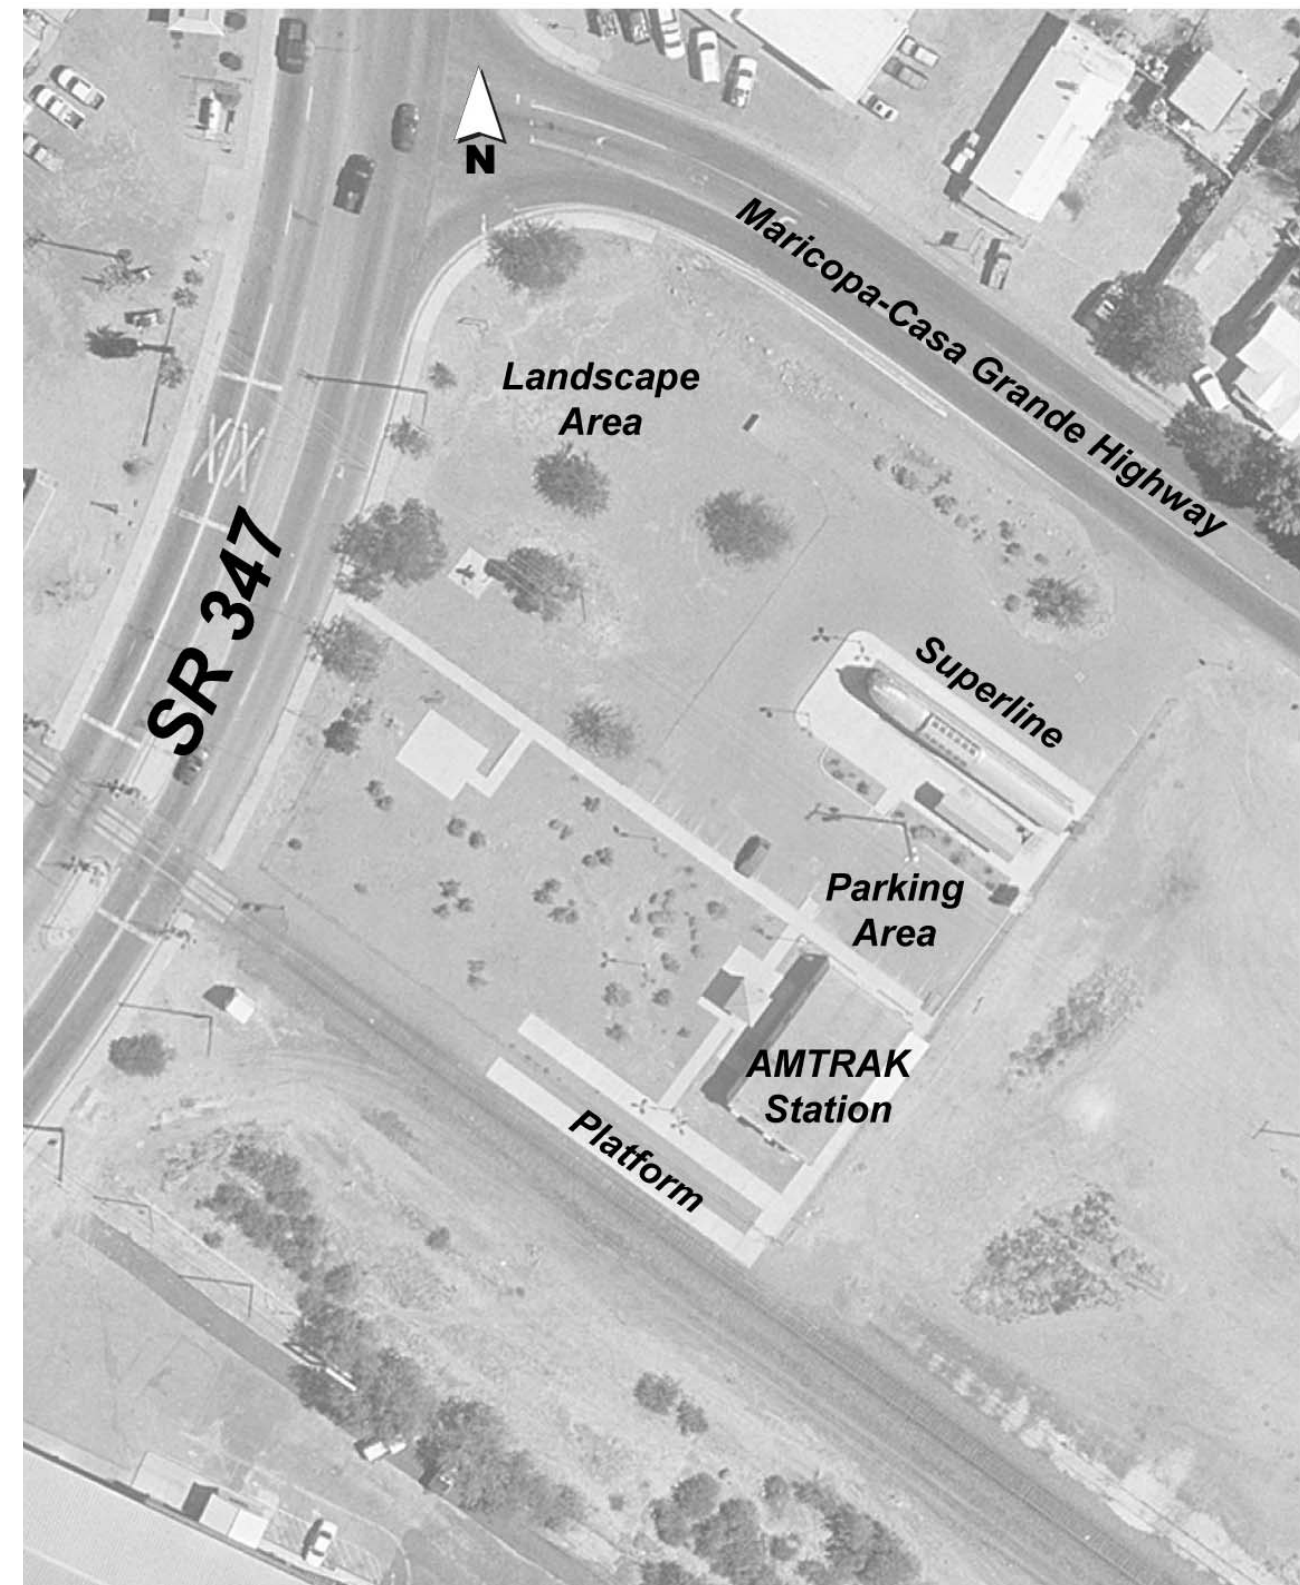 N
Maricopa-Casa Grande Highway
Landscape
Area
SR 347
Superline
Parking
Area
AMTRAK
Station
Platform